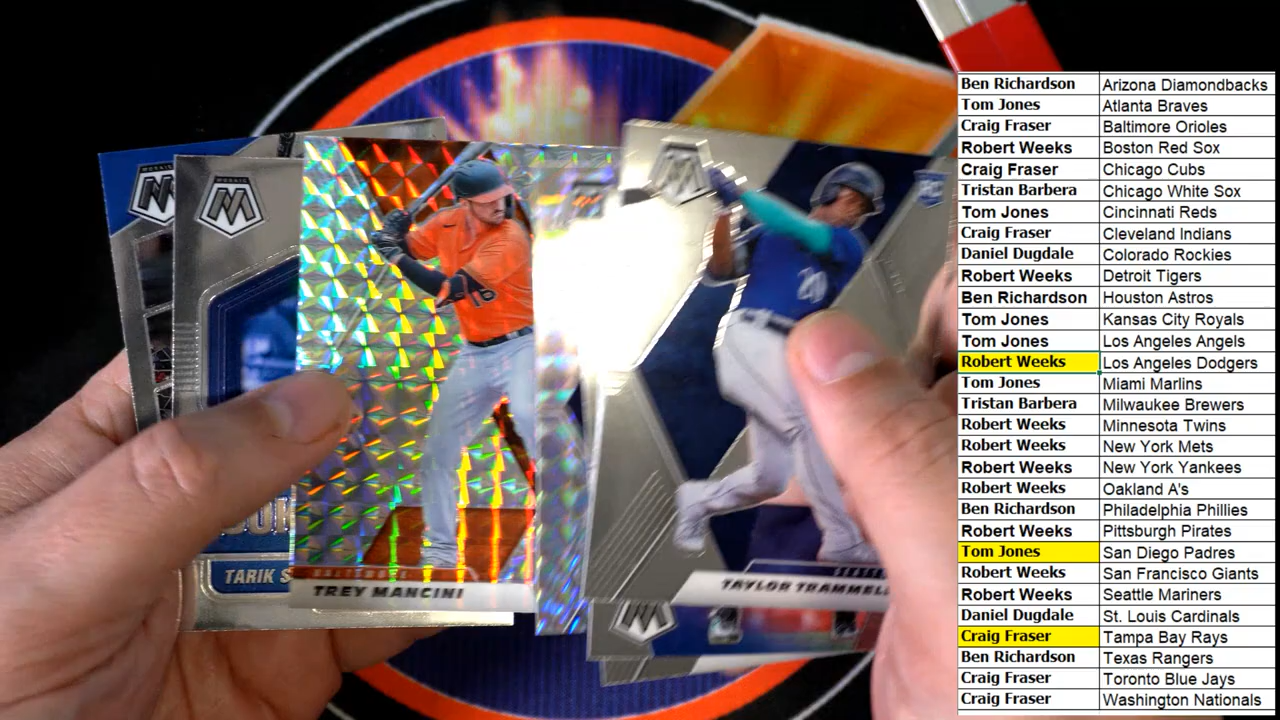 MOSAIC
M
MOSAIC
M
TARIK S
BALTIMORE
TREY MANCINI
M
RC
20
16
TAYLOR TRAMMELL
M
Ben Richardson Arizona Diamondbacks
Tom Jones Atlanta Braves
Craig Fraser Baltimore Orioles
Robert Weeks Boston Red Sox
Craig Fraser Chicago Cubs
Tristan Barbera Chicago White Sox
Tom Jones Cincinnati Reds
Craig Fraser Cleveland Indians
Daniel Dugdale Colorado Rockies
Robert Weeks Detroit Tigers
Ben Richardson Houston Astros
Tom Jones Kansas City Royals
Tom Jones Los Angeles Angels
Robert Weeks Los Angeles Dodgers
Tom Jones Miami Marlins
Tristan Barbera Milwaukee Brewers
Robert Weeks Minnesota Twins
Robert Weeks New York Mets
Robert Weeks New York Yankees
Robert Weeks Oakland A's
Ben Richardson Philadelphia Phillies
Robert Weeks Pittsburgh Pirates
Tom Jones San Diego Padres
Robert Weeks San Francisco Giants
Robert Weeks Seattle Mariners
Daniel Dugdale St. Louis Cardinals
Craig Fraser Tampa Bay Rays
Ben Richardson Texas Rangers
Craig Fraser Toronto Blue Jays
Craig Fraser Washington Nationals